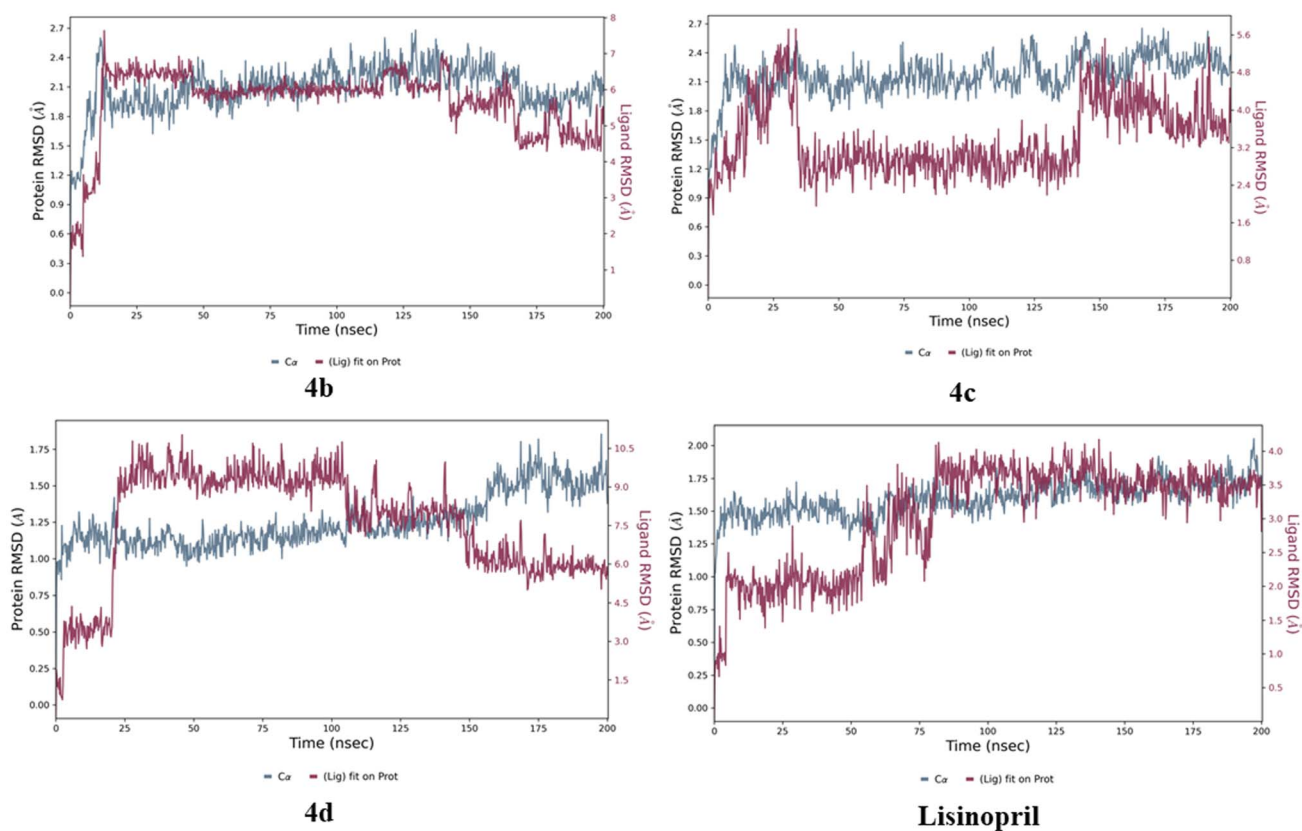 Protein RMSD (Å)
2.7
2.4
2.1
1.8
1.5
1.2
0.9
0.6
0.3
0.0
8
7
6
5
4
3
2
1
Ligand RMSD (Å)
0 25 50 75 100 125 150 175 200
Time (nsec)
Cα (Lig) fit on Prot
4b
Protein RMSD (Å)
2.7
2.4
2.1
1.8
1.5
1.2
0.9
0.6
0.3
0.0
5.6
4.8
4.0
3.2
2.4
1.6
0.8
Ligand RMSD (Å)
0 25 50 75 100 125 150 175 200
Time (nsec)
Cα (Lig) fit on Prot
4c
Protein RMSD (Å)
1.75
1.50
1.25
1.00
0.75
0.50
0.25
0.00
10.5
9.0
7.5
6.0
4.5
3.0
1.5
Ligand RMSD (Å)
0 25 50 75 100 125 150 175 200
Time (nsec)
Cα (Lig) fit on Prot
4d
Protein RMSD (Å)
2.00
1.75
1.50
1.25
1.00
0.75
0.50
0.25
0.00
4.0
3.5
3.0
2.5
2.0
1.5
1.0
0.5
Ligand RMSD (Å)
0 25 50 75 100 125 150 175 200
Time (nsec)
Cα (Lig) fit on Prot
Lisinopril